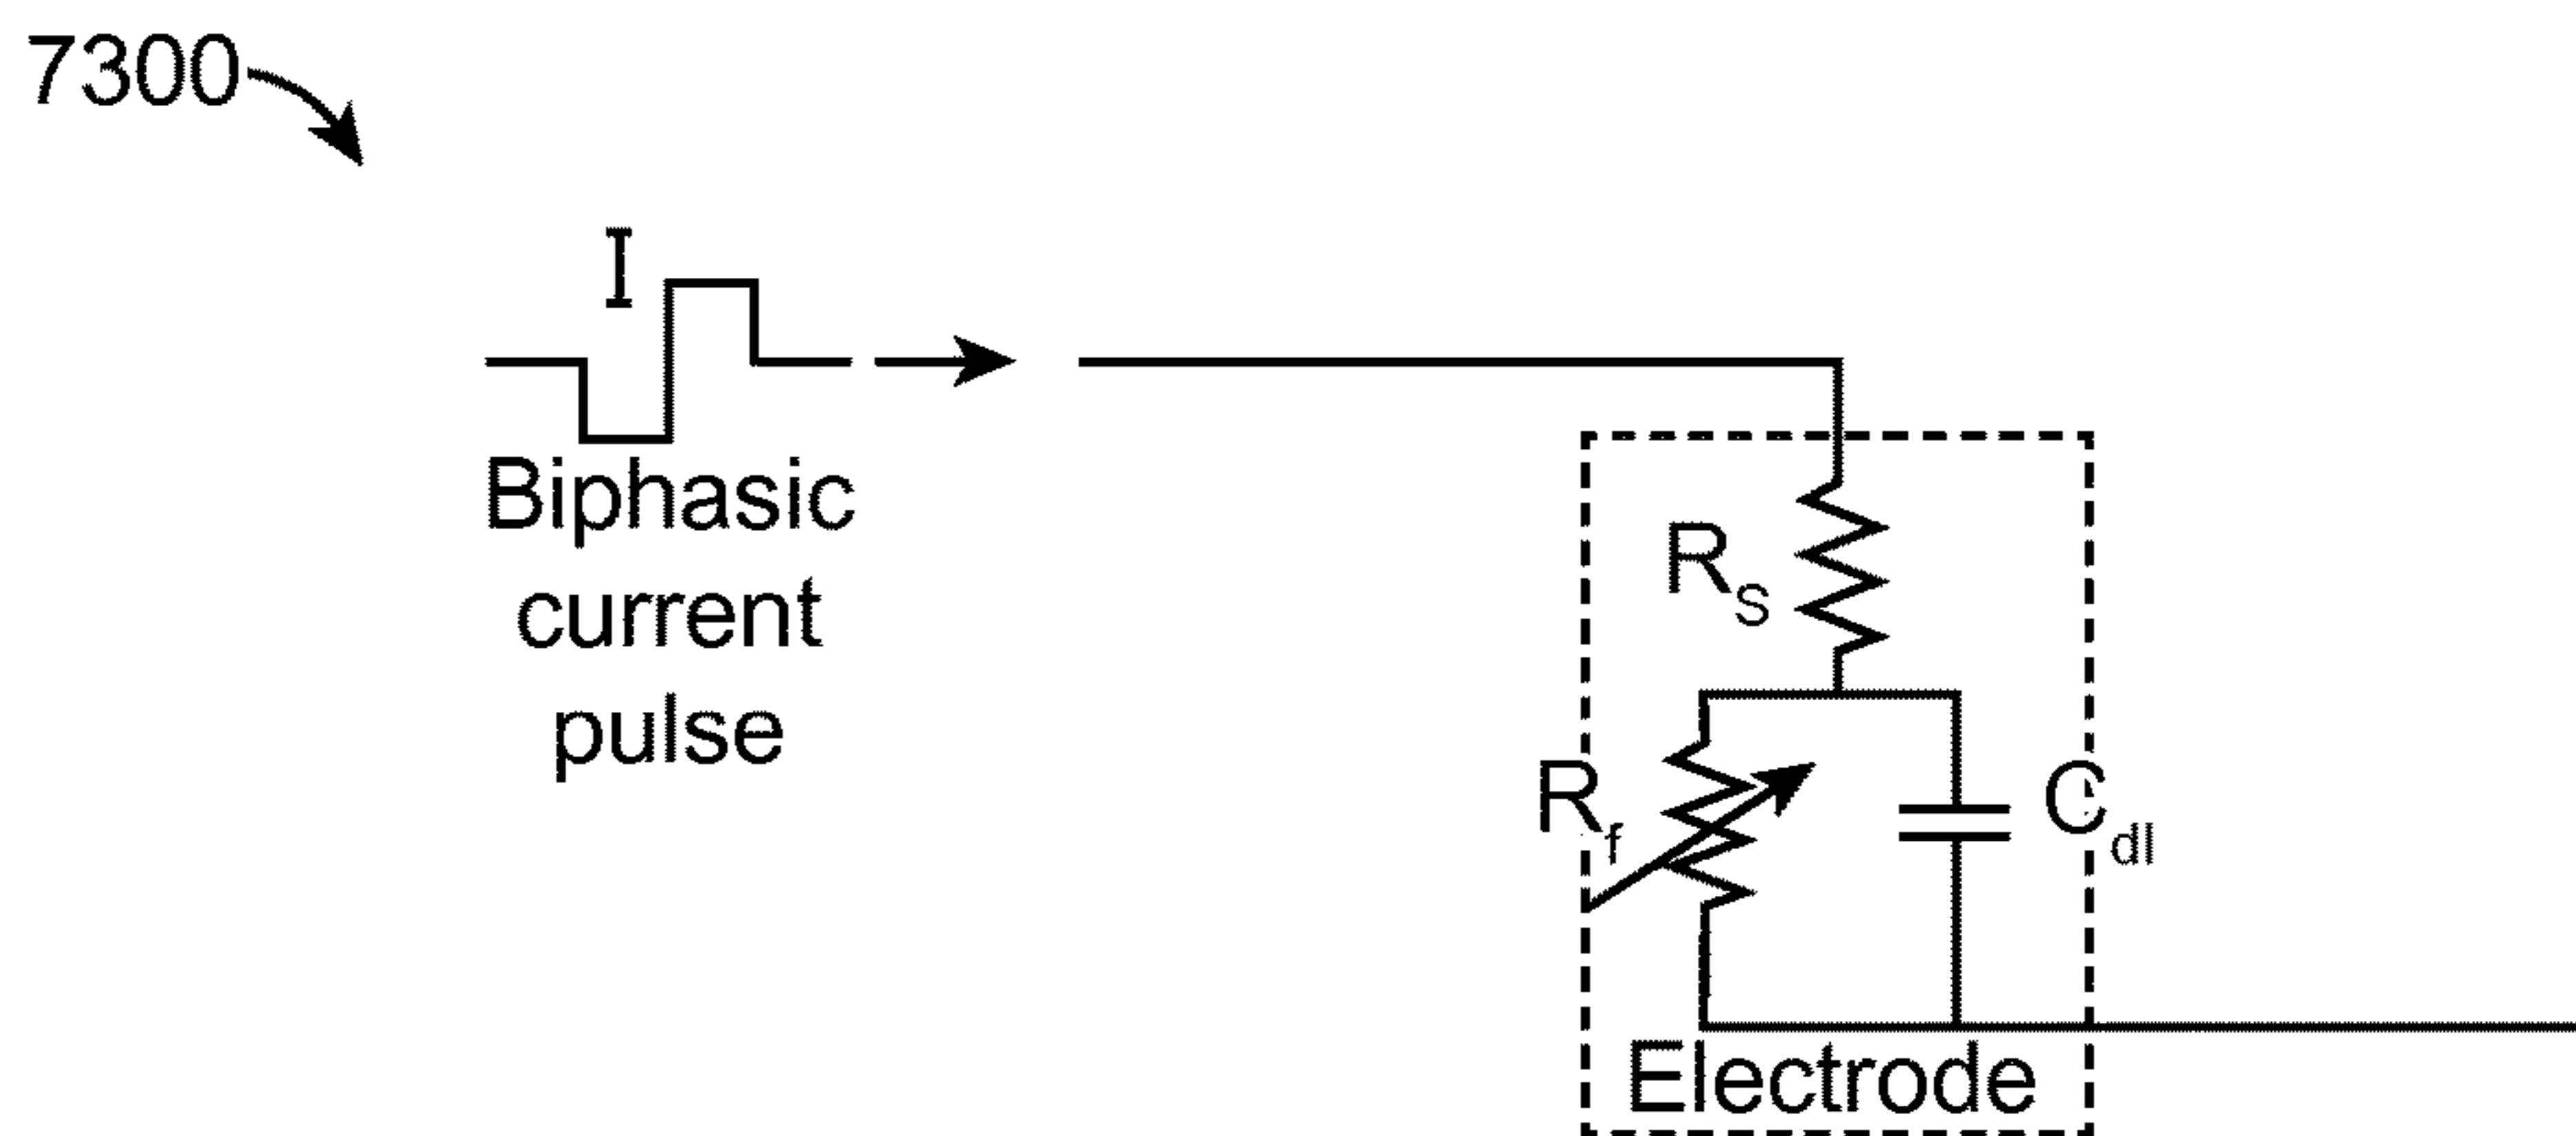 7300
I
Biphasic
current
pulse
R_S
R_f
C_dl
Electrode